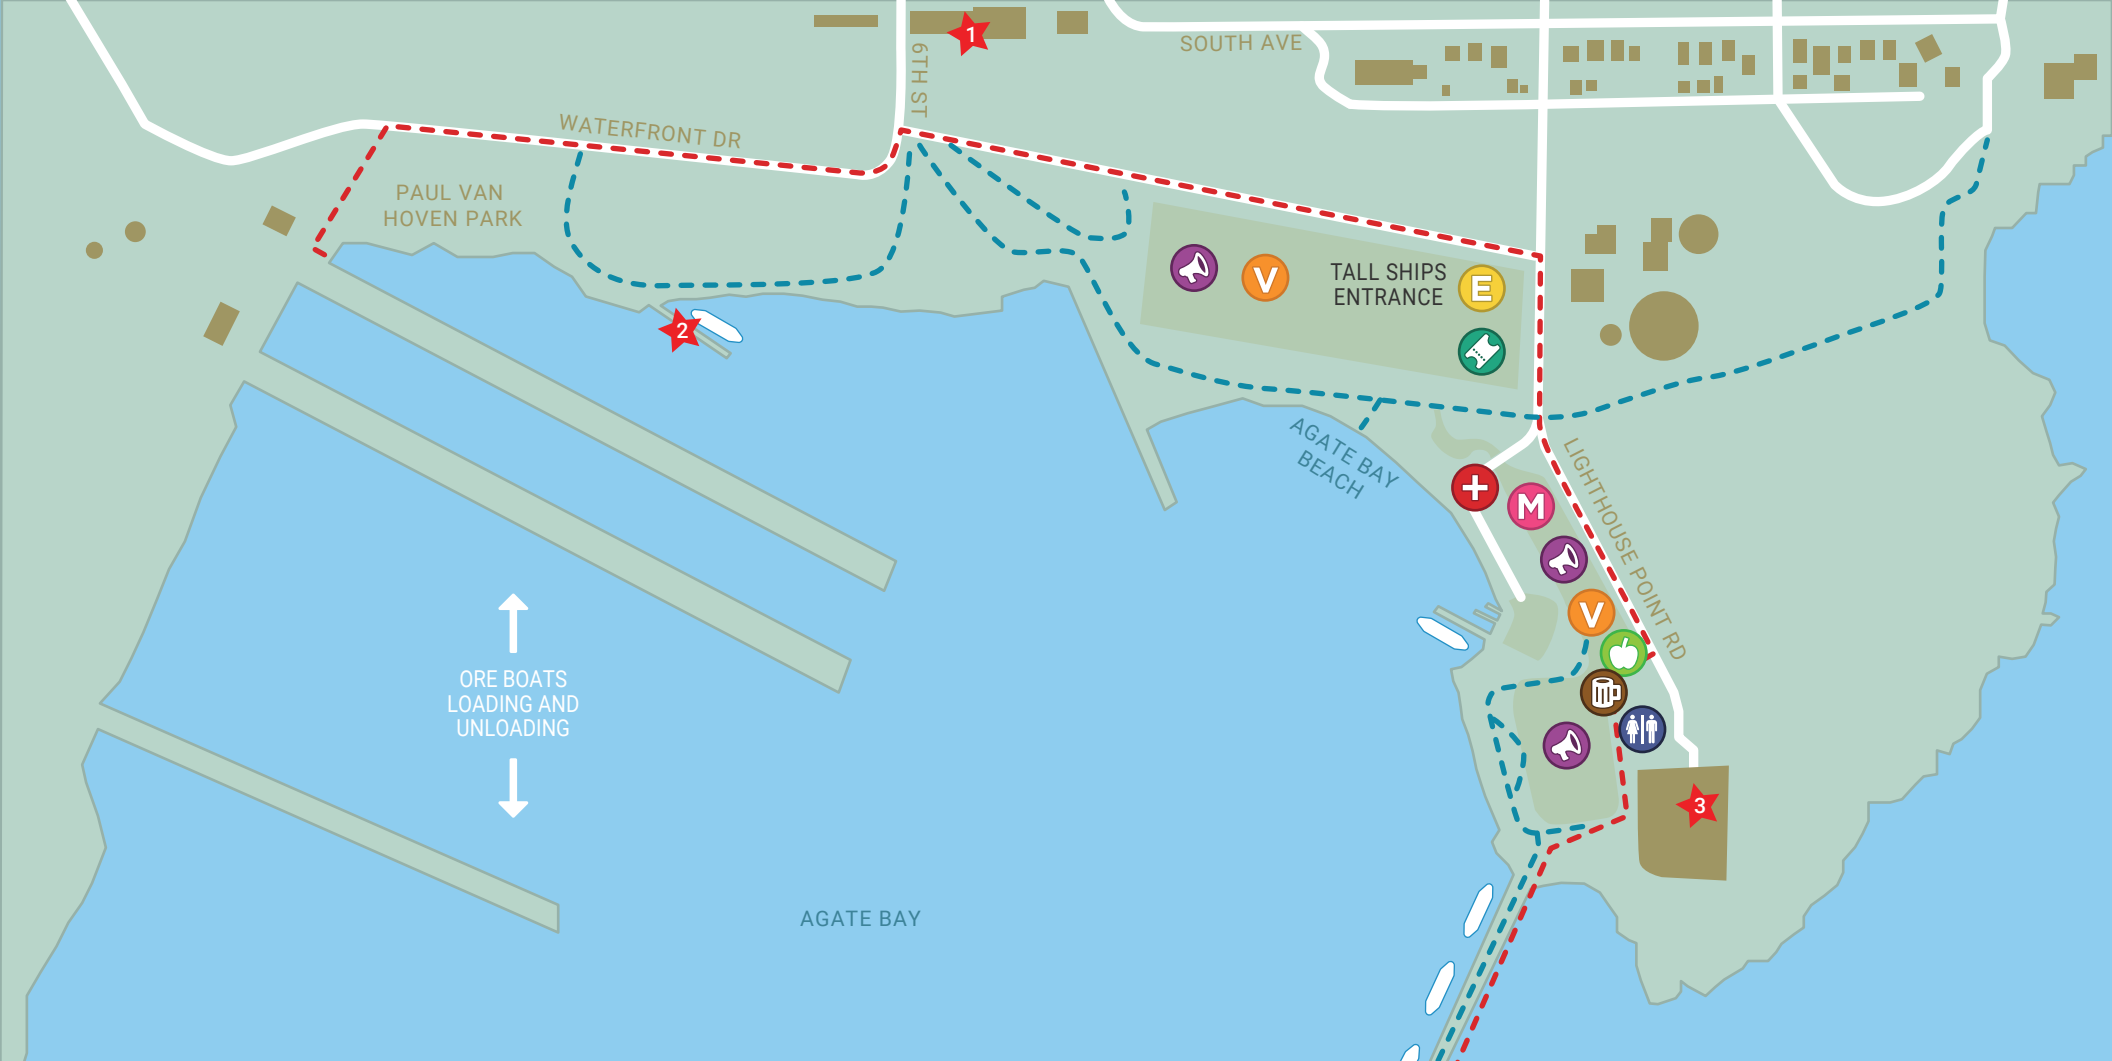 1
SOUTH AVE
6TH ST
WATERFRONT DR
PAUL VAN
HOVEN PARK
V
TALL SHIPS
ENTRANCE
E
2
AGATE BAY
BEACH
LIGHTHOUSE POINT RD
M
V
ORE BOATS
LOADING AND
UNLOADING
3
AGATE BAY